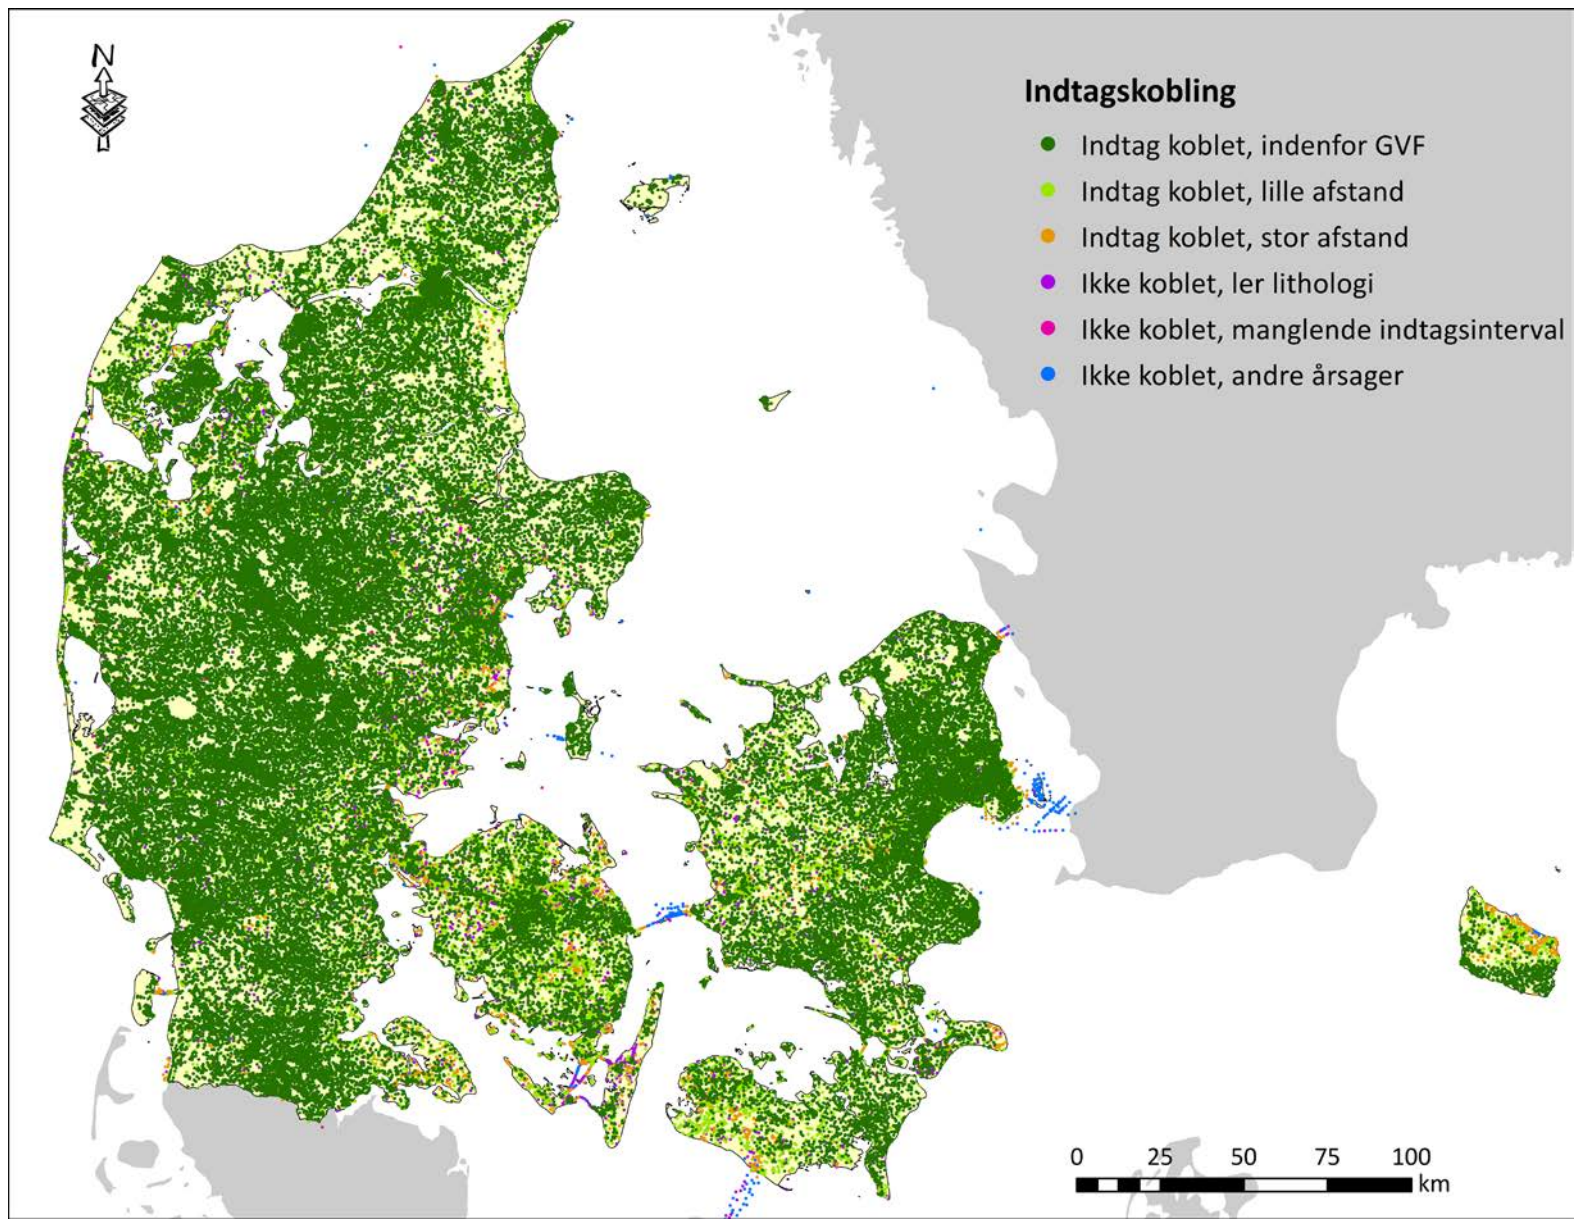 N
Indtagskobling
Indtag koblet, indenfor GVF
Indtag koblet, lille afstand
Indtag koblet, stor afstand
Ikke koblet, ler lithologi
Ikke koblet, manglende indtagsinterval
Ikke koblet, andre årsager
0 25 50 75 100
km